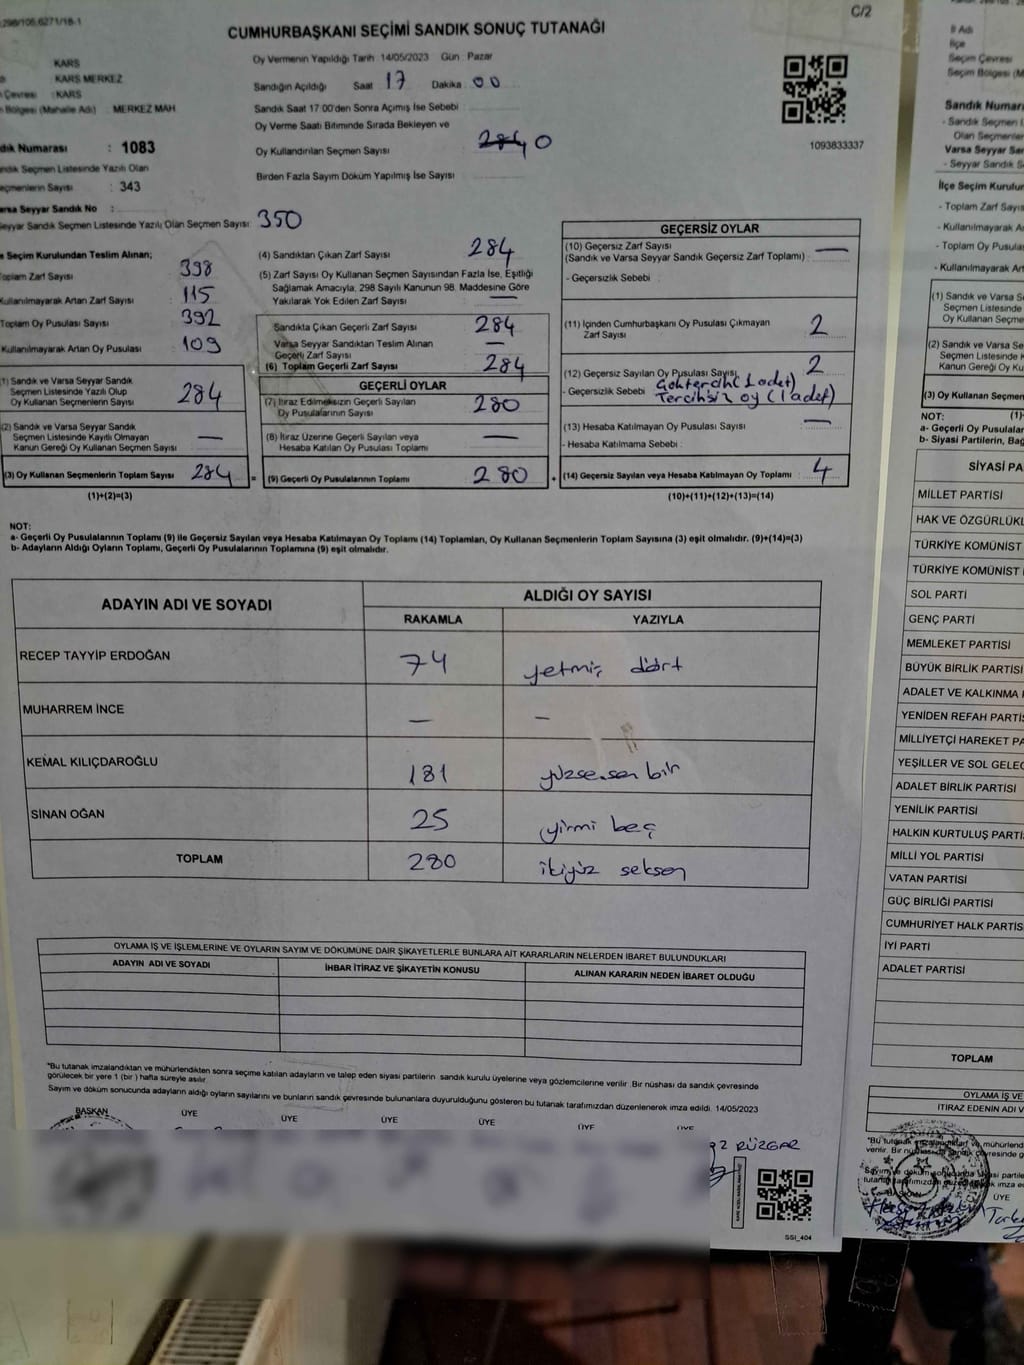 298/106.6271/18-1
C/2
CUMHURBAŞKANI SEÇİMİ SANDIK SONUÇ TUTANAĞI
KARS
KARS MERKEZ
Çevresi : KARS
Bölgesi (Mahalle Adı) : MERKEZ MAH
Numarası : 1083
Seçmen Listesinde Yazılı Olan
Sayısı : 343
Seyyar Sandık No :
Seyyar Sandık Seçmen Listesinde Yazılı Olan Seçmen Sayısı: 350
Oy Vermenin Yapıldığı Tarih 14/05/2023 Gün : Pazar
Sandığın Açıldığı Saat 17 Dakika 00
Sandık Saat 17:00'den Sonra Açmış İse Sebebi
Oy Verme Saati Bitiminde Sırada Bekleyen ve
Oy Kullandırılan Seçmen Sayısı 284 0
Birden Fazla Sayım Döküm Yapılmış İse Sayısı
1093833337
Seçim Kurulundan Teslim Alınan;
Toplam Zarf Sayısı 398
Kullanılmayarak Artan Zarf Sayısı 115
Toplam Oy Pusulası Sayısı 392
Kullanılmayarak Artan Oy Pusulası 109
(1) Sandık ve Varsa Seyyar Sandık
Seçmen Listesinde Yazılı Olup
Oy Kullanan Seçmenlerin Sayısı 284
(2) Sandık ve Varsa Seyyar Sandık
Seçmen Listesinde Kayıtlı Olmayan
Kanun Gereği Oy Kullanan Seçmen Sayısı —
(3) Oy Kullanan Seçmenlerin Toplam Sayısı 284 =
(1)+(2)=(3)
(4) Sandıktan Çıkan Zarf Sayısı 284
(5) Zarf Sayısı Oy Kullanan Seçmen Sayısından Fazla İse, Eşitliği
Sağlamak Amacıyla, 298 Sayılı Kanunun 98. Maddesine Göre
Yakılarak Yok Edilen Zarf Sayısı —
Sandıkta Çıkan Geçerli Zarf Sayısı 284
Varsa Seyyar Sandıktan Teslim Alınan
Geçerli Zarf Sayısı —
(6) Toplam Geçerli Zarf Sayısı 284
GEÇERLİ OYLAR
(7) İtiraz Edilmeksizin Geçerli Sayılan
Oy Pusulalarının Sayısı 280
(8) İtiraz Üzerine Geçerli Sayılan veya
Hesaba Katılan Oy Pusulası Toplamı —
(9) Geçerli Oy Pusulalarının Toplamı 280 +
GEÇERSİZ OYLAR
(10) Geçersiz Zarf Sayısı
(Sandık ve Varsa Seyyar Sandık Geçersiz Zarf Toplamı) : —
- Geçersizlik Sebebi :
(11) İçinden Cumhurbaşkanı Oy Pusulası Çıkmayan
Zarf Sayısı 2
(12) Geçersiz Sayılan Oy Pusulası Sayısı 2
- Geçersizlik Sebebi Çoktercih (1 adet)
Tercihsiz oy (1 adet)
(13) Hesaba Katılmayan Oy Pusulası Sayısı —
- Hesaba Katılmama Sebebi :
(14) Geçersiz Sayılan veya Hesaba Katılmayan Oy Toplamı : 4
(10)+(11)+(12)+(13)=(14)
NOT:
a- Geçerli Oy Pusulalarının Toplamı (9) ile Geçersiz Sayılan veya Hesaba Katılmayan Oy Toplamı (14) Toplamları, Oy Kullanan Seçmenlerin Toplam Sayısına (3) eşit olmalıdır. (9)+(14)=(3)
b- Adayların Aldığı Oyların Toplamı, Geçerli Oy Pusulalarının Toplamına (9) eşit olmalıdır.
ADAYIN ADI VE SOYADI
ALDIĞI OY SAYISI
RAKAMLA YAZIYLA
RECEP TAYYİP ERDOĞAN 74 yetmiş dört
MUHARREM İNCE — —
KEMAL KILIÇDAROĞLU 181 yüzseksen bir
SİNAN OĞAN 25 yirmi beş
TOPLAM 280 ikiyüz seksen
OYLAMA İŞ VE İŞLEMLERİNE VE OYLARIN SAYIM VE DÖKÜMÜNE DAİR ŞİKAYETLERLE BUNLARA AİT KARARLARIN NELERDEN İBARET BULUNDUKLARI
ADAYIN ADI VE SOYADI İHBAR İTİRAZ VE ŞİKAYETİN KONUSU ALINAN KARARIN NEDEN İBARET OLDUĞU
*Bu tutanak imzalandıktan ve mühürlendikten sonra seçime katılan adayların ve talep eden siyasi partilerin sandık kurulu üyelerine veya gözlemcilerine verilir. Bir nüshası da sandık çevresinde
görülecek bir yere 1 (bir) hafta süreyle asılır.
Sayım ve döküm sonucunda adayların aldığı oyların sayılarını ve bunların sandık çevresinde bulunanlara duyurulduğunu gösteren bu tutanak tarafımızdan düzenlenerek imza edildi. 14/05/2023
BAŞKAN ÜYE ÜYE ÜYE ÜYE ÜYE ÜYE
RÜZGAR
SSI_404
İl Adı
İlçe
Seçim Çevresi
Seçim Bölgesi
Sandık Numarası
- Sandık Seçmen
Olan Seçmenler
Varsa Seyyar San
- Seyyar Sandık
İlçe Seçim Kurulun
- Toplam Zarf Sayıs
- Kullanılmayarak
- Toplam Oy Pusula
- Kullanılmayarak
(1) Sandık ve Varsa S
Seçmen Listesinde
Oy Kullanan Seçme
(2) Sandık ve Varsa Se
Seçmen Listesinde
Kanun Gereği Oy Ku
(3) Oy Kullanan Seçmen
NOT: (1)
a- Geçerli Oy Pusulalar
b- Siyasi Partilerin, Bağ
SİYASİ PA
MİLLET PARTİSİ
HAK VE ÖZGÜRLÜKL
TÜRKİYE KOMÜNİST
TÜRKİYE KOMÜNİST
SOL PARTİ
GENÇ PARTİ
MEMLEKET PARTİSİ
BÜYÜK BİRLİK PARTİSİ
ADALET VE KALKINMA
YENİDEN REFAH PARTİS
MİLLİYETÇİ HAREKET PA
YEŞİLLER VE SOL GELEC
ADALET BİRLİK PARTİSİ
YENİLİK PARTİSİ
HALKIN KURTULUŞ PARTİSİ
MİLLİ YOL PARTİSİ
VATAN PARTİSİ
GÜÇ BİRLİĞİ PARTİSİ
CUMHURİYET HALK PARTİS
İYİ PARTİ
ADALET PARTİSİ
TOPLAM
OYLAMA İŞ VE
İTİRAZ EDENİN ADI V
*Bu tutanak mühürlend
verilir. Bir nüshası
ÜYE